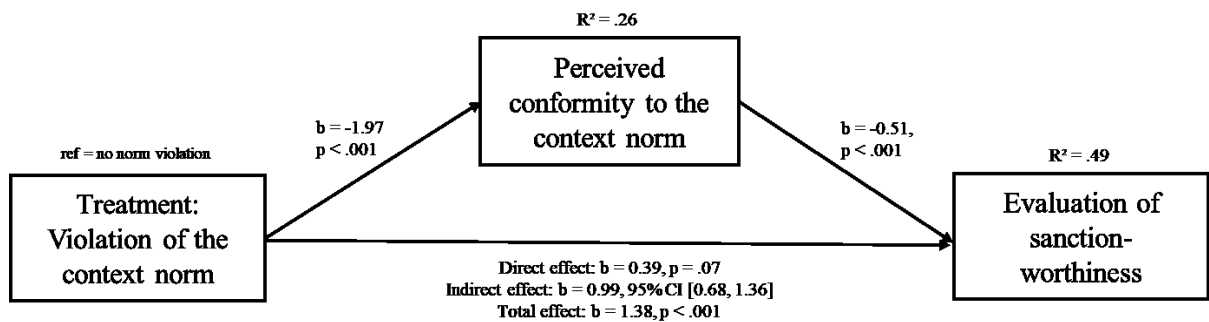 R² = .26
Perceived
conformity to the
context norm
b = -1.97
p < .001
b = -0.51,
p < .001
ref = no norm violation
R² = .49
Treatment:
Violation of the
context norm
Evaluation of
sanction-
worthiness
Direct effect: b = 0.39, p = .07
Indirect effect: b = 0.99, 95% CI [0.68, 1.36]
Total effect: b = 1.38, p < .001